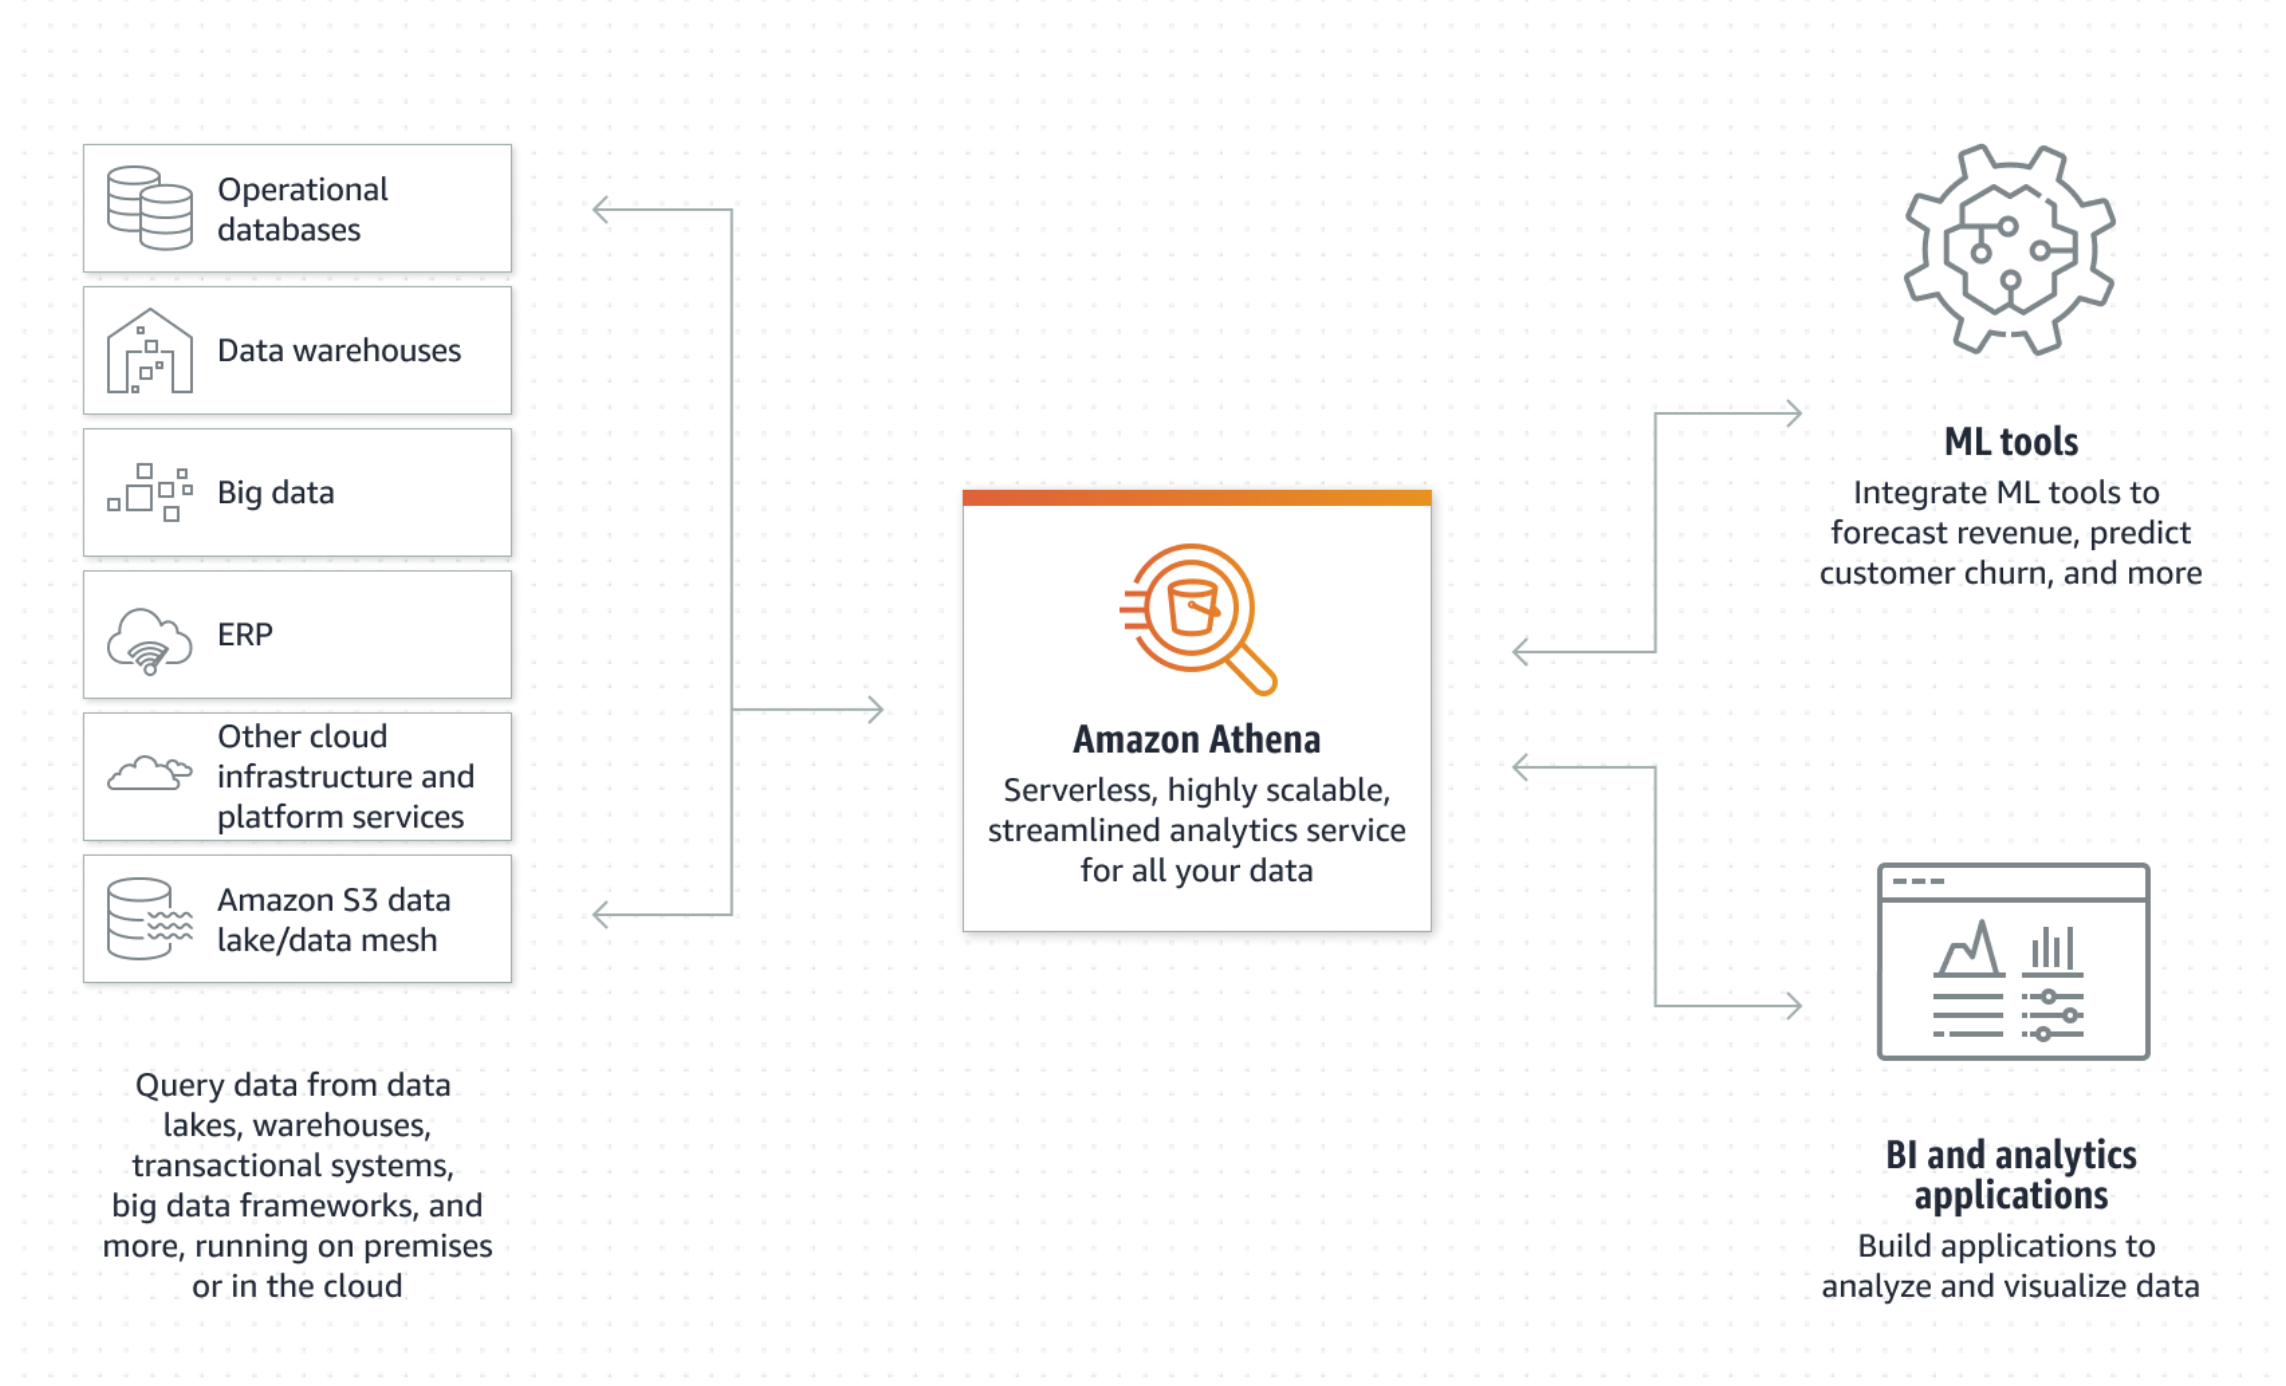 Operational
databases
Data warehouses
Big data
ERP
Other cloud
infrastructure and
platform services
Amazon S3 data
lake/data mesh
Query data from data
lakes, warehouses,
transactional systems,
big data frameworks, and
more, running on premises
or in the cloud
Amazon Athena
Serverless, highly scalable,
streamlined analytics service
for all your data
ML tools
Integrate ML tools to
forecast revenue, predict
customer churn, and more
BI and analytics
applications
Build applications to
analyze and visualize data